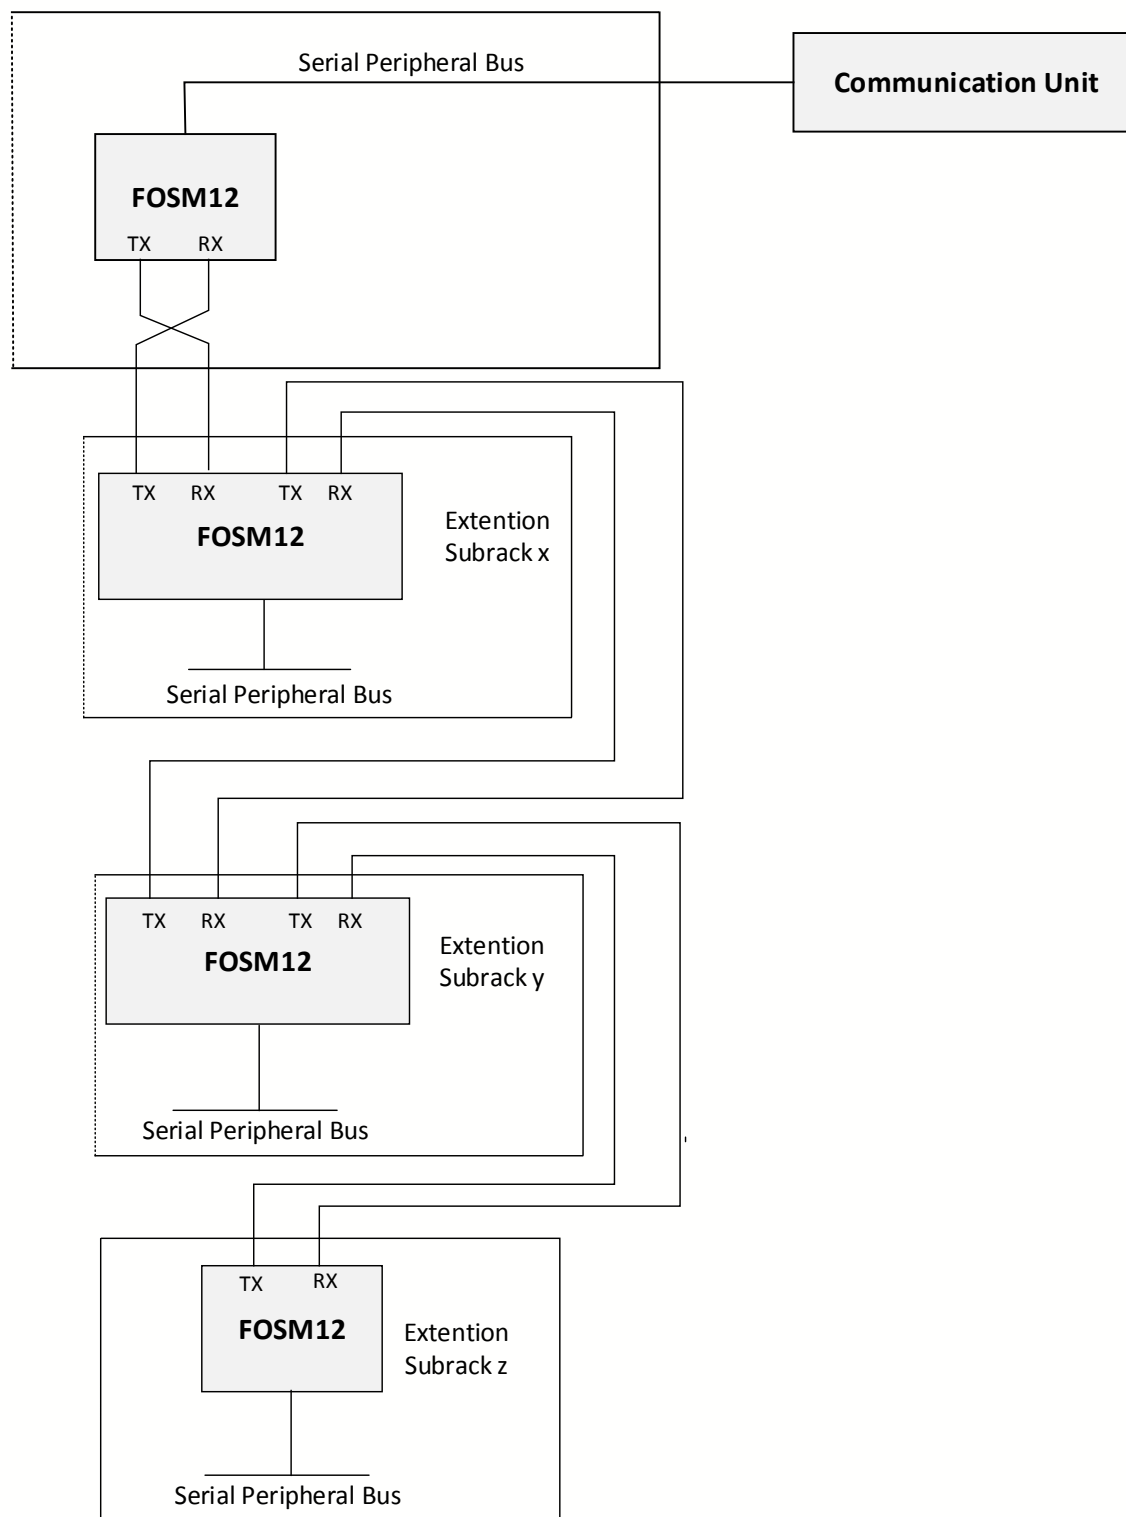 Serial Peripheral Bus
Communication Unit
FOSM12
TX RX
TX RX TX RX
FOSM12
Extention
Subrack x
Serial Peripheral Bus
TX RX TX RX
FOSM12
Extention
Subrack y
Serial Peripheral Bus
TX RX
FOSM12
Extention
Subrack z
Serial Peripheral Bus